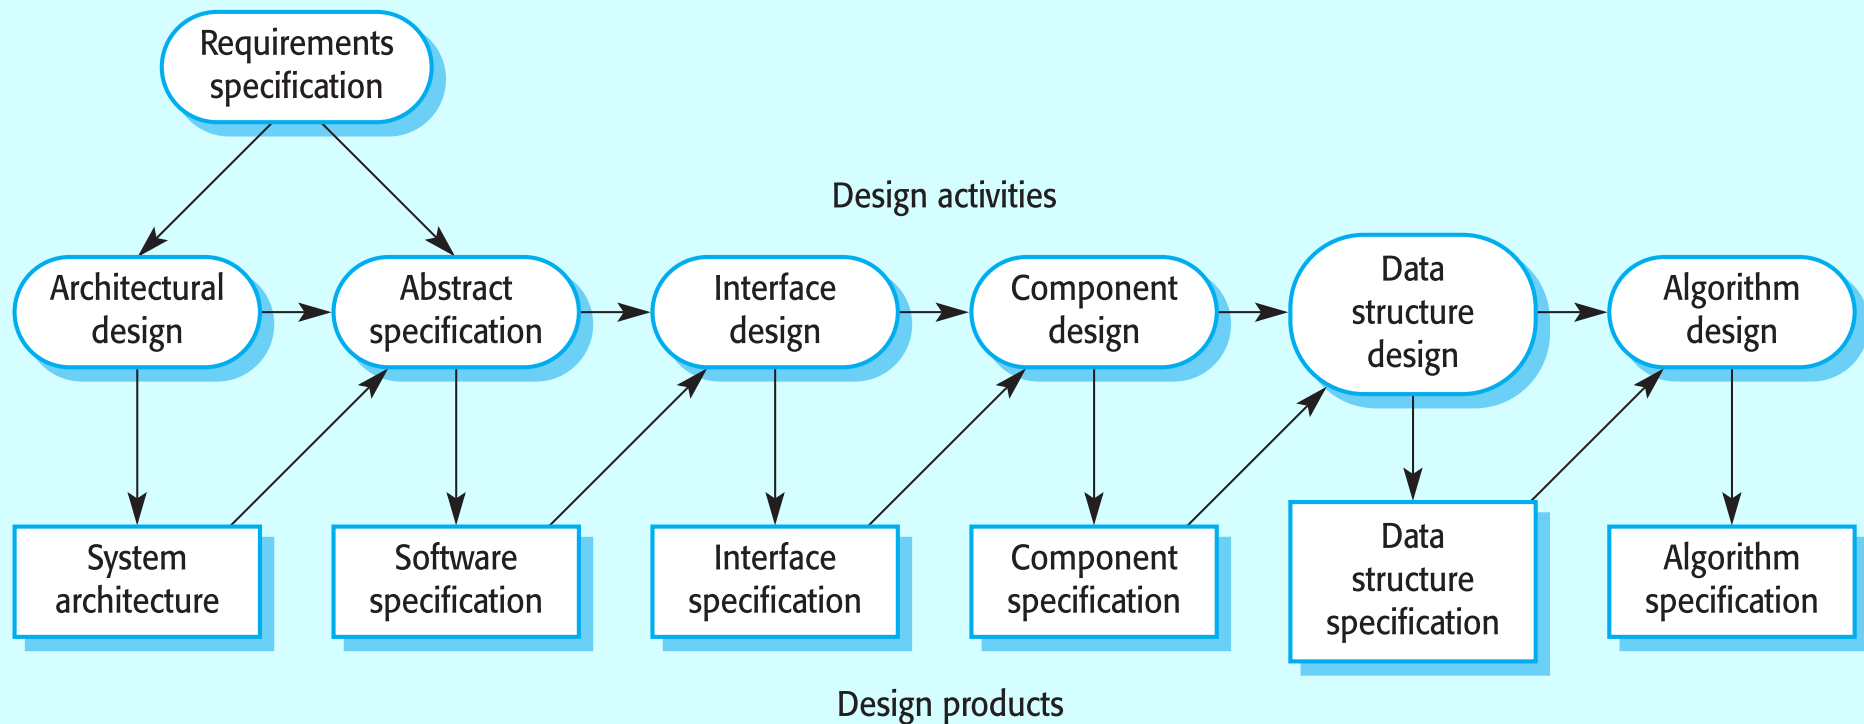 Requirements
specification
Design activities
Architectural
design
Abstract
specification
Interface
design
Component
design
Data
structure
design
Algorithm
design
System
architecture
Software
specification
Interface
specification
Component
specification
Data
structure
specification
Algorithm
specification
Design products